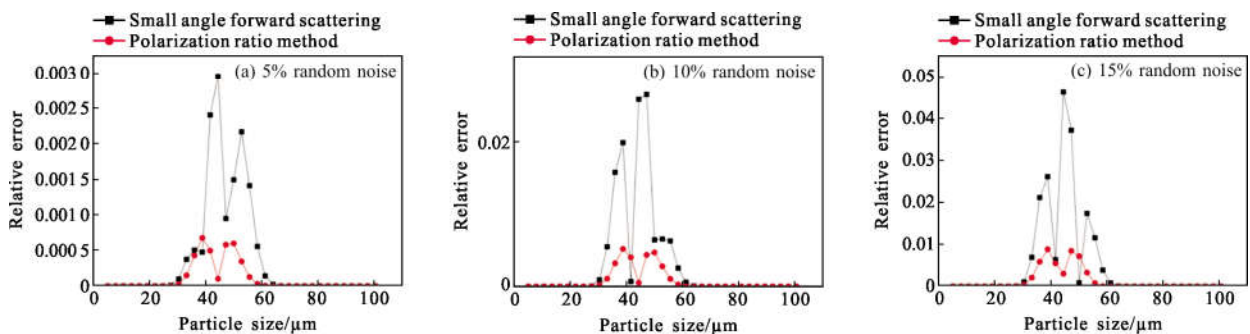 Small angle forward scattering
Polarization ratio method
(a) 5% random noise
0.003 0
0.002 5
0.002 0
0.001 5
0.001 0
0.000 5
0
0 20 40 60 80 100
Relative error
Particle size/μm
Small angle forward scattering
Polarization ratio method
(b) 10% random noise
0.02
0
0 20 40 60 80 100
Relative error
Particle size/μm
Small angle forward scattering
Polarization ratio method
(c) 15% random noise
0.05
0.04
0.03
0.02
0.01
0
0 20 40 60 80 100
Relative error
Particle size/μm